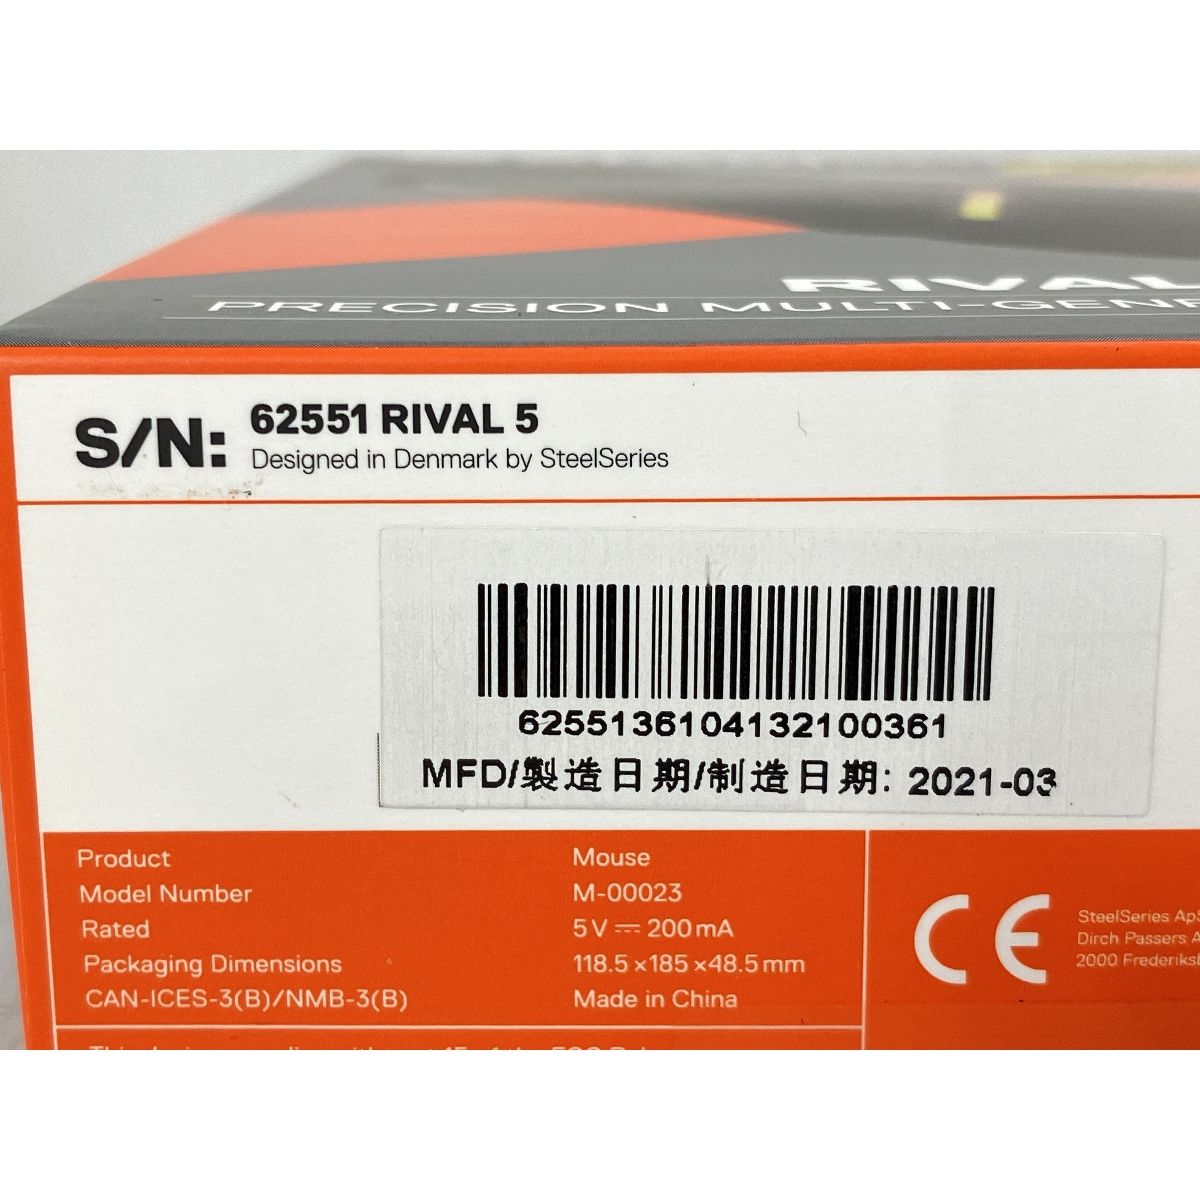 RIVAL
PRECISION MULTI-GENR
S/N:
62551 RIVAL 5
Designed in Denmark by SteelSeries
6255136104132100361
MFD/製造日期/制造日期: 2021-03
Product Mouse
Model Number M-00023
Rated 5V ⎓ 200mA
Packaging Dimensions 118.5×185×48.5mm
CAN-ICES-3(B)/NMB-3(B) Made in China
CE
SteelSeries ApS
Dirch Passers A
2000 Frederiksb